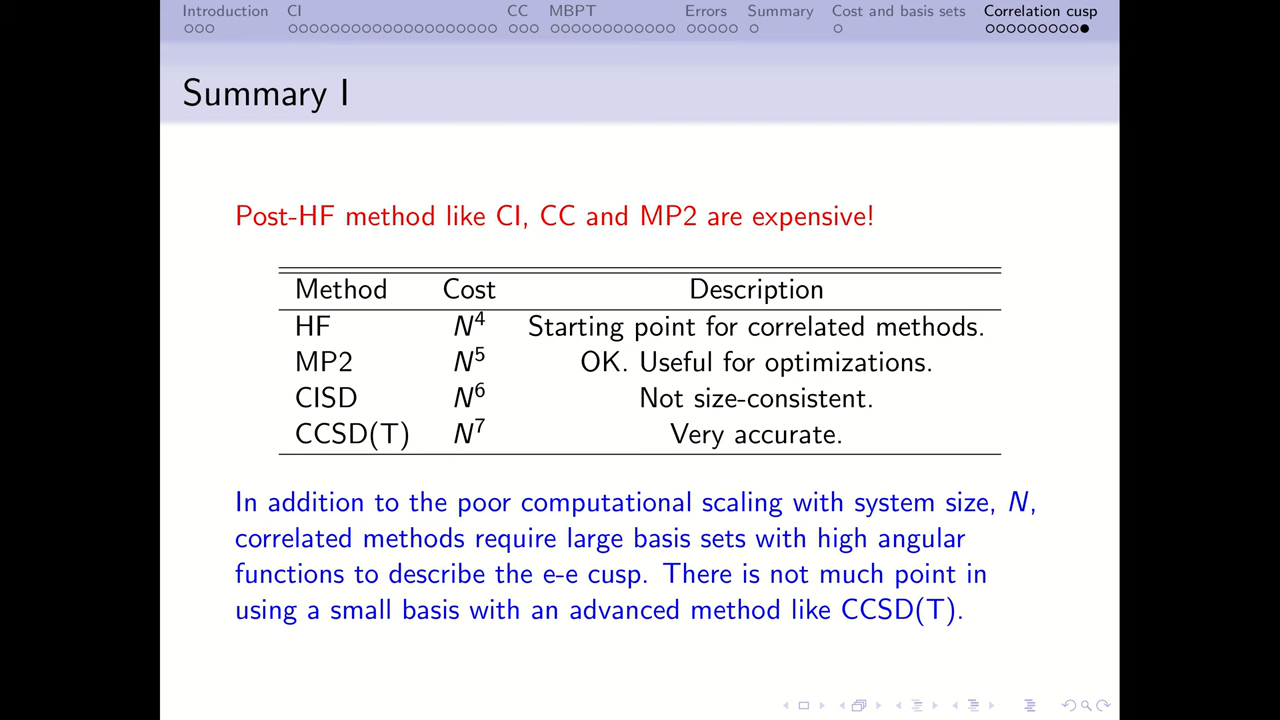 Introduction CI CC MBPT Errors Summary Cost and basis sets Correlation cusp
Summary I
Post-HF method like CI, CC and MP2 are expensive!
Method Cost Description
HF N⁴ Starting point for correlated methods.
MP2 N⁵ OK. Useful for optimizations.
CISD N⁶ Not size-consistent.
CCSD(T) N⁷ Very accurate.
In addition to the poor computational scaling with system size, N,
correlated methods require large basis sets with high angular
functions to describe the e-e cusp. There is not much point in
using a small basis with an advanced method like CCSD(T).